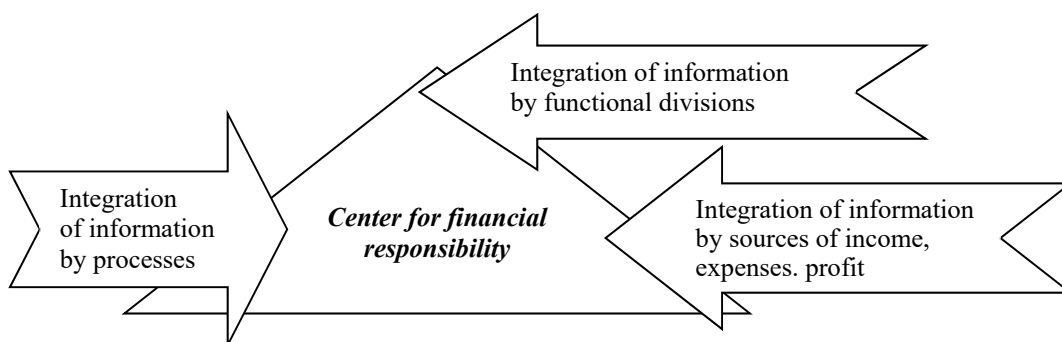 Integration of information
by functional divisions
Integration
of information
by processes
Center for financial
responsibility
Integration of information
by sources of income,
expenses. profit